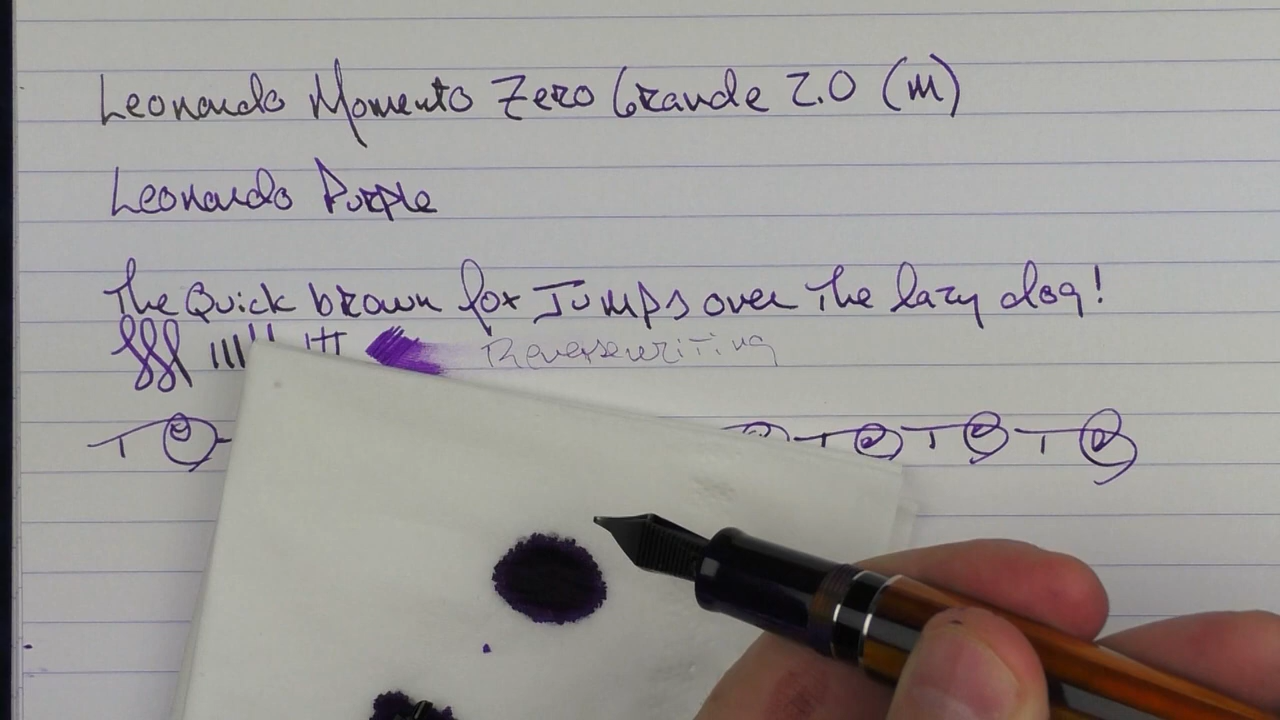 Leonardo Momento Zero Grande 2.0 (M)
Leonardo Purple
The Quick brown fox Jumps over The lazy dog!
Reversewriting